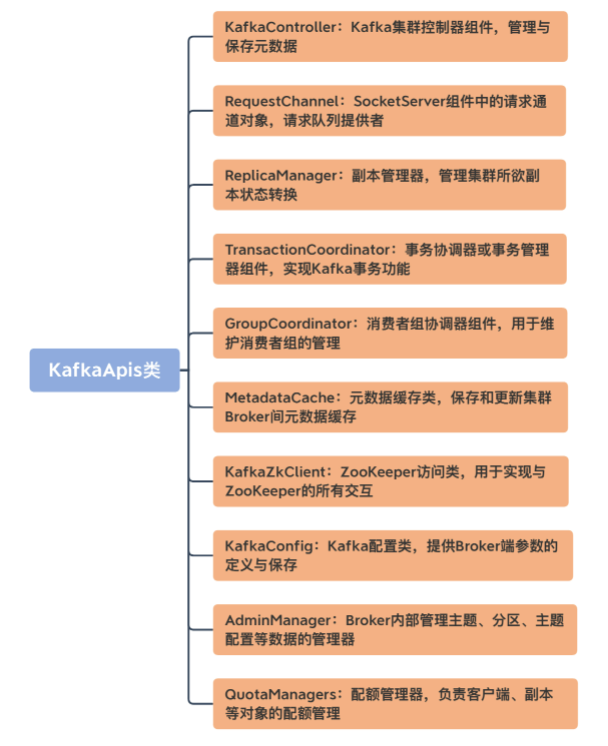 KafkaController：Kafka集群控制器组件，管理与
保存元数据
RequestChannel：SocketServer组件中的请求通
道对象，请求队列提供者
ReplicaManager：副本管理器，管理集群所欲副
本状态转换
TransactionCoordinator：事务协调器或事务管理
器组件，实现Kafka事务功能
GroupCoordinator：消费者组协调器组件，用于维
护消费者组的管理
KafkaApis类
MetadataCache：元数据缓存类，保存和更新集群
Broker间元数据缓存
KafkaZkClient：ZooKeeper访问类，用于实现与
ZooKeeper的所有交互
KafkaConfig：Kafka配置类，提供Broker端参数的
定义与保存
AdminManager：Broker内部管理主题、分区、主题
配置等数据的管理器
QuotaManagers：配额管理器，负责客户端、副本
等对象的配额管理